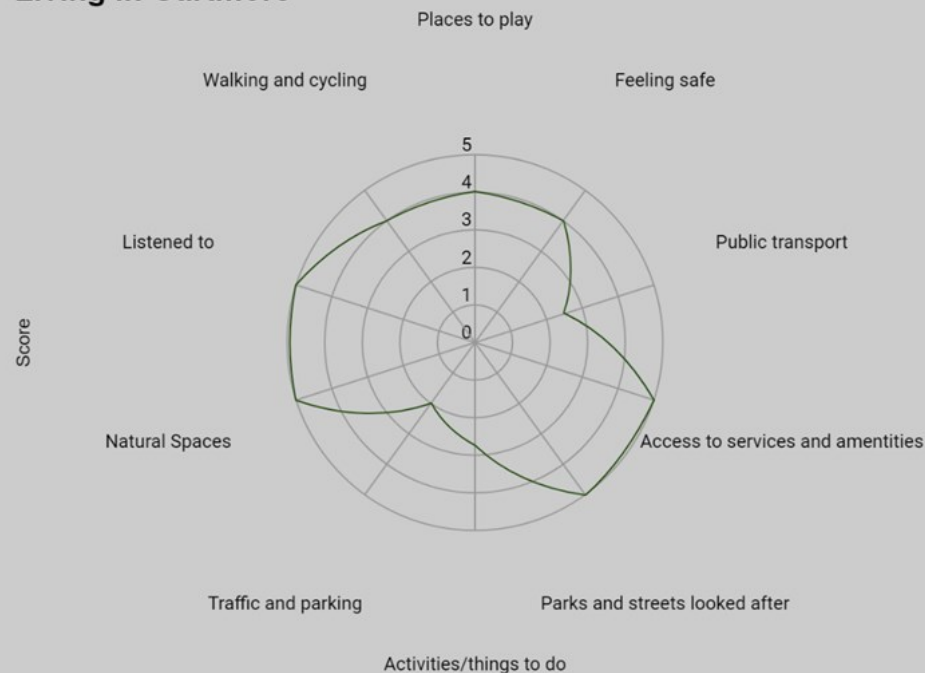 Places to play
Walking and cycling
Feeling safe
5
4
3
2
1
0
Listened to
Public transport
Score
Natural Spaces
Access to services and amentities
Traffic and parking
Parks and streets looked after
Activities/things to do